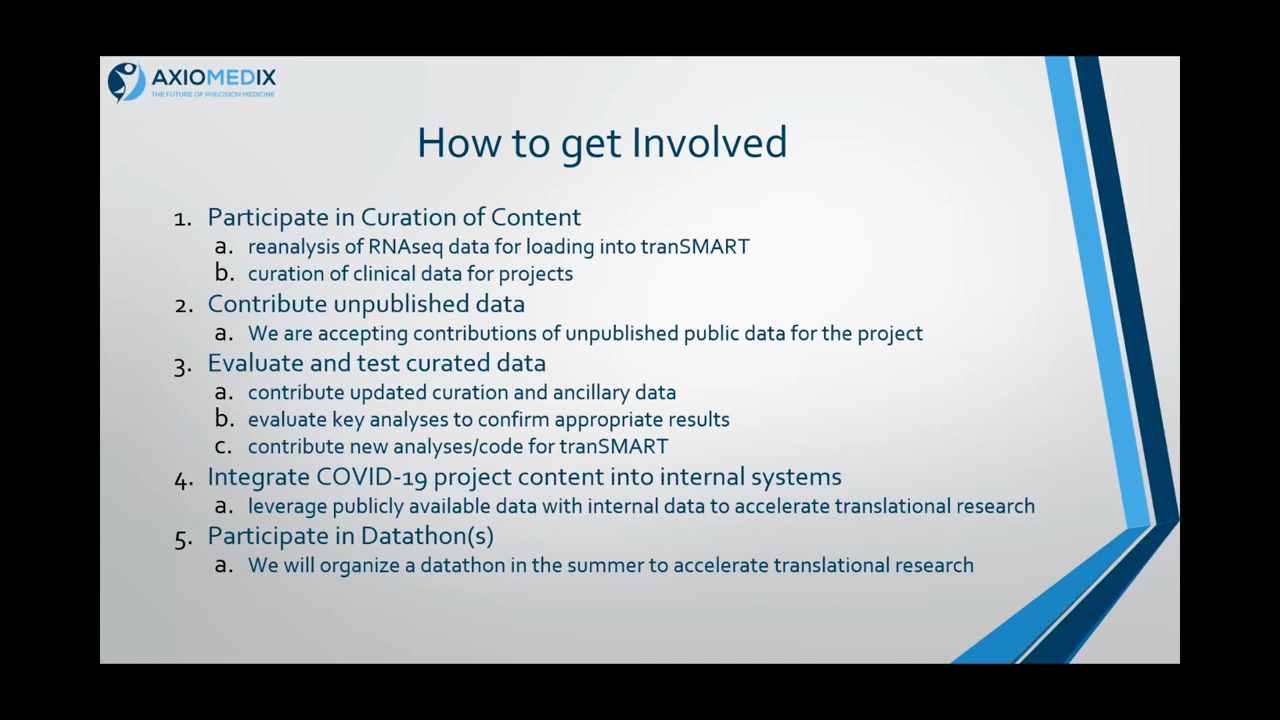 AXIOMEDIX
THE FUTURE OF PRECISION MEDICINE
How to get Involved
1. Participate in Curation of Content
a. reanalysis of RNAseq data for loading into tranSMART
b. curation of clinical data for projects
2. Contribute unpublished data
a. We are accepting contributions of unpublished public data for the project
3. Evaluate and test curated data
a. contribute updated curation and ancillary data
b. evaluate key analyses to confirm appropriate results
c. contribute new analyses/code for tranSMART
4. Integrate COVID-19 project content into internal systems
a. leverage publicly available data with internal data to accelerate translational research
5. Participate in Datathon(s)
a. We will organize a datathon in the summer to accelerate translational research